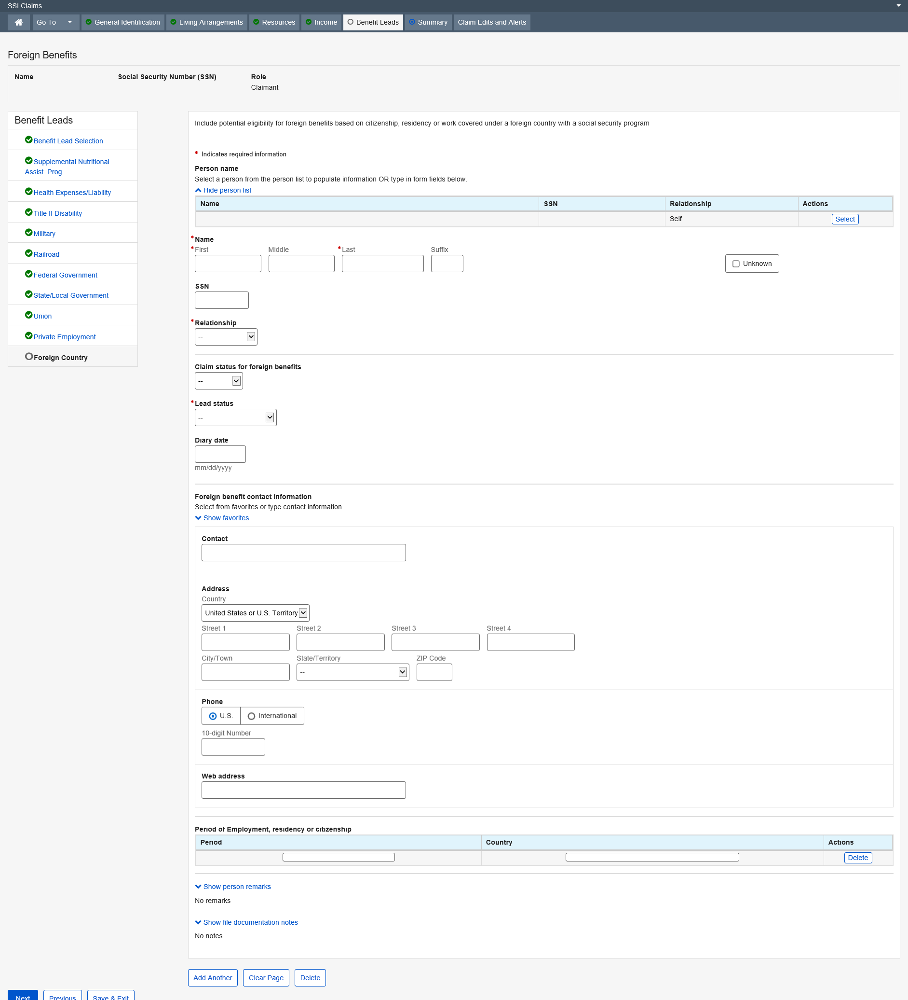 SSI Claims
Go To General Identification Living Arrangements Resources Income Benefit Leads Summary Claim Edits and Alerts
Foreign Benefits
Name Social Security Number (SSN) Role
Claimant
Benefit Leads
Benefit Lead Selection
Supplemental Nutritional
Assist. Prog.
Health Expenses/Liability
Title II Disability
Military
Railroad
Federal Government
State/Local Government
Union
Private Employment
Foreign Country
Include potential eligibility for foreign benefits based on citizenship, residency or work covered under a foreign country with a social security program
* Indicates required information
Person name
Select a person from the person list to populate information OR type in form fields below.
Hide person list
Name SSN Relationship Actions
Self Select
* Name
* First Middle * Last Suffix
Unknown
SSN
* Relationship
--
Claim status for foreign benefits
--
* Lead status
--
Diary date
mm/dd/yyyy
Foreign benefit contact information
Select from favorites or type contact information
Show favorites
Contact
Address
Country
United States or U.S. Territory
Street 1 Street 2 Street 3 Street 4
City/Town State/Territory ZIP Code
--
Phone
U.S. International
10-digit Number
Web address
Period of Employment, residency or citizenship
Period Country Actions
Delete
Show person remarks
No remarks
Show file documentation notes
No notes
Add Another Clear Page Delete
Next Previous Save & Exit